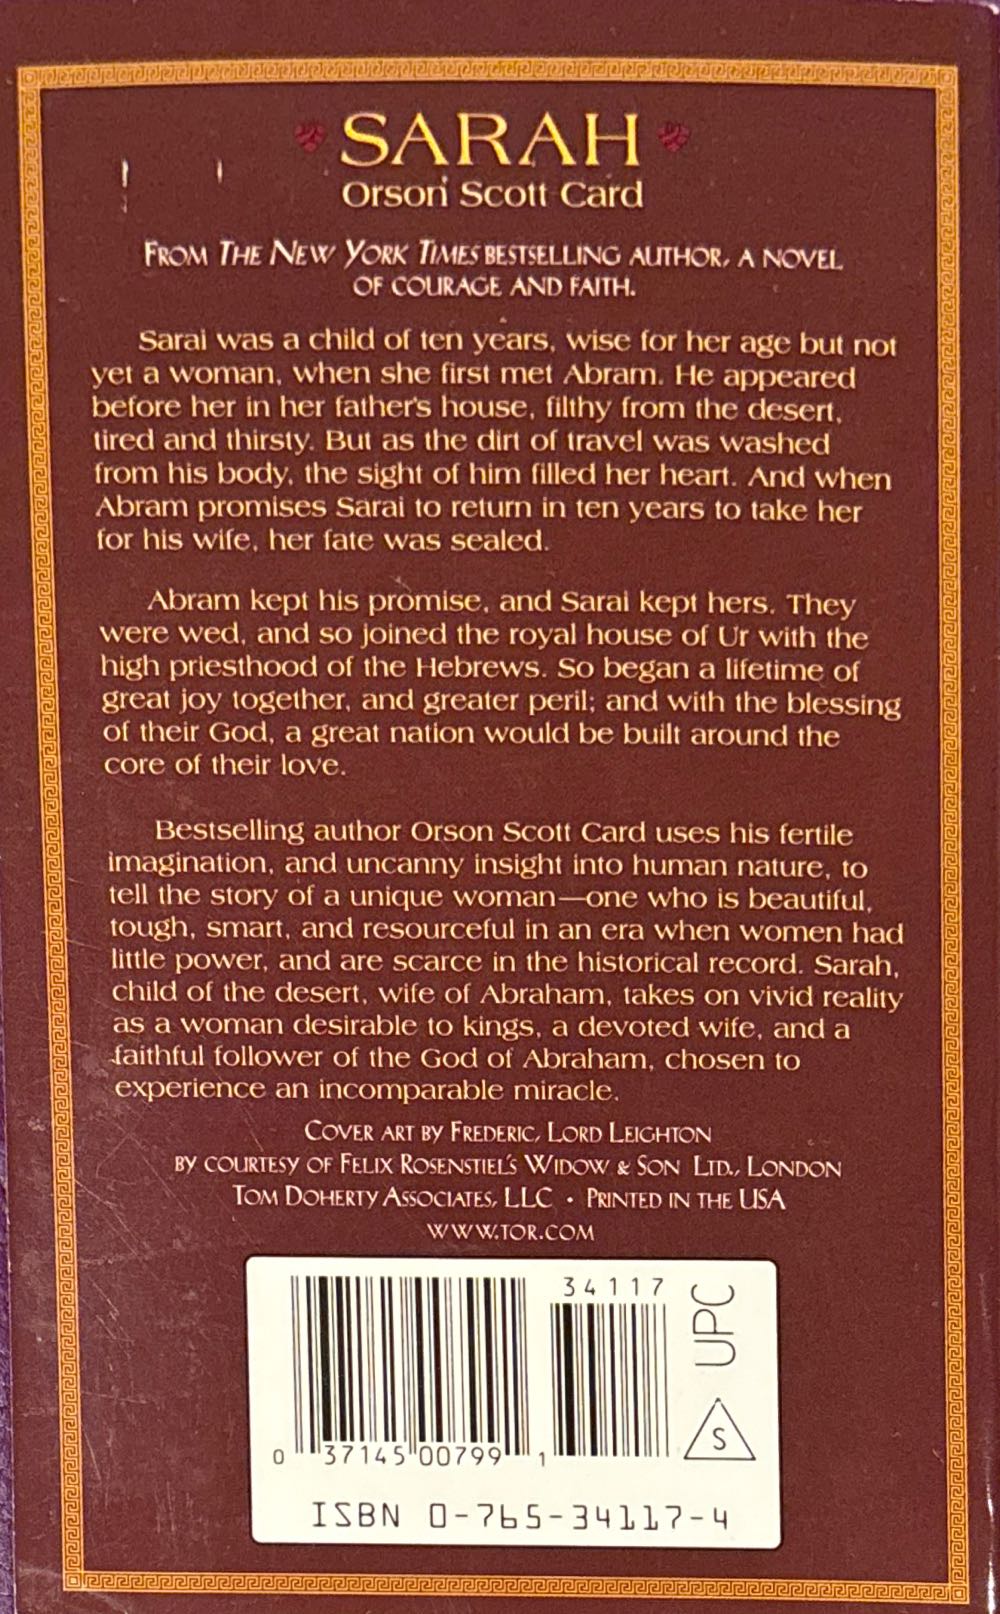 SARAH
Orson Scott Card
FROM THE NEW YORK TIMES BESTSELLING AUTHOR, A NOVEL
OF COURAGE AND FAITH.
Sarai was a child of ten years, wise for her age but not
yet a woman, when she first met Abram. He appeared
before her in her father's house, filthy from the desert,
tired and thirsty. But as the dirt of travel was washed
from his body, the sight of him filled her heart. And when
Abram promises Sarai to return in ten years to take her
for his wife, her fate was sealed.
Abram kept his promise, and Sarai kept hers. They
were wed, and so joined the royal house of Ur with the
high priesthood of the Hebrews. So began a lifetime of
great joy together, and greater peril; and with the blessing
of their God, a great nation would be built around the
core of their love.
Bestselling author Orson Scott Card uses his fertile
imagination, and uncanny insight into human nature, to
tell the story of a unique woman—one who is beautiful,
tough, smart, and resourceful in an era when women had
little power, and are scarce in the historical record. Sarah,
child of the desert, wife of Abraham, takes on vivid reality
as a woman desirable to kings, a devoted wife, and a
faithful follower of the God of Abraham, chosen to
experience an incomparable miracle.
COVER ART BY FREDERIC, LORD LEIGHTON
BY COURTESY OF FELIX ROSENSTIEL'S WIDOW & SON LTD., LONDON
TOM DOHERTY ASSOCIATES, LLC • PRINTED IN THE USA
WWW.TOR.COM
34117
UPC
S
0 37145 00799 1
ISBN 0-765-34117-4